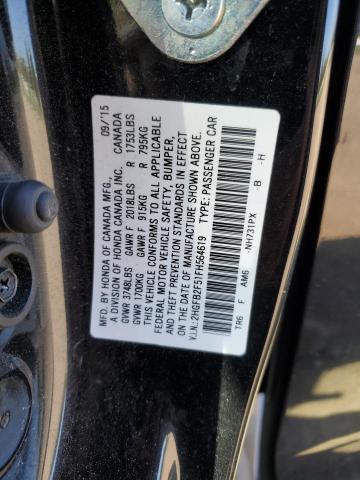 MFD. BY HONDA OF CANADA MFG., 09/15
A DIVISION OF HONDA CANADA INC. CANADA
GVWR 3748LBS GAWR F 2018LBS R 1753LBS
GVWR 1700KG GAWR F 915KG R 795KG
THIS VEHICLE CONFORMS TO ALL APPLICABLE
FEDERAL MOTOR VEHICLE SAFETY, BUMPER,
AND THEFT PREVENTION STANDARDS IN EFFECT
ON THE DATE OF MANUFACTURE SHOWN ABOVE.
V.I.N.:2HGFB2F51FH564619 TYPE: PASSENGER CAR
TR6 F AM6 -NH731PX -B -H